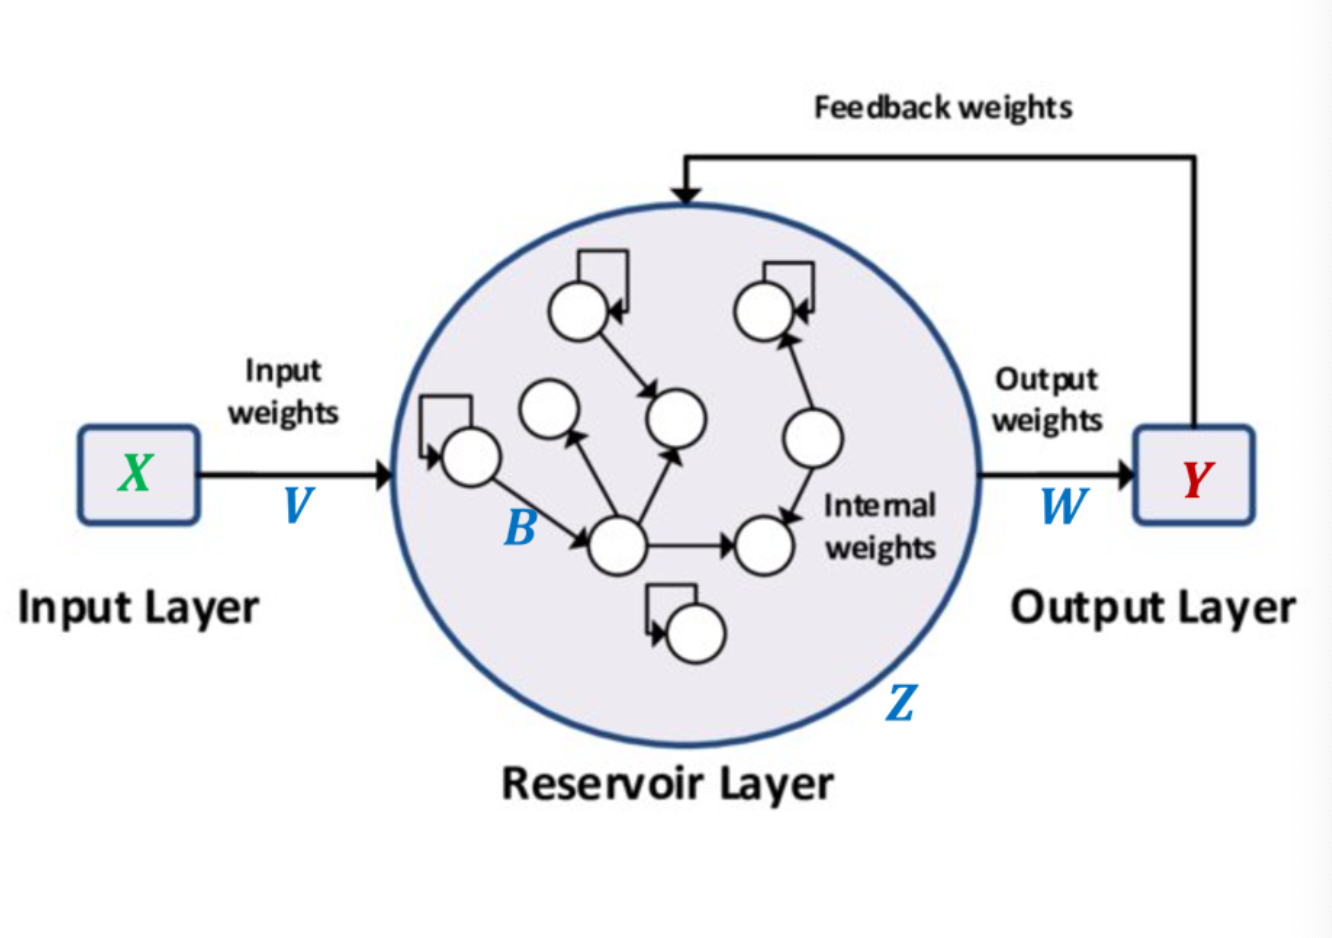 Feedback weights
Input
weights
Output
weights
X
V
B
Internal
weights
W
Y
Input Layer
Output Layer
Z
Reservoir Layer